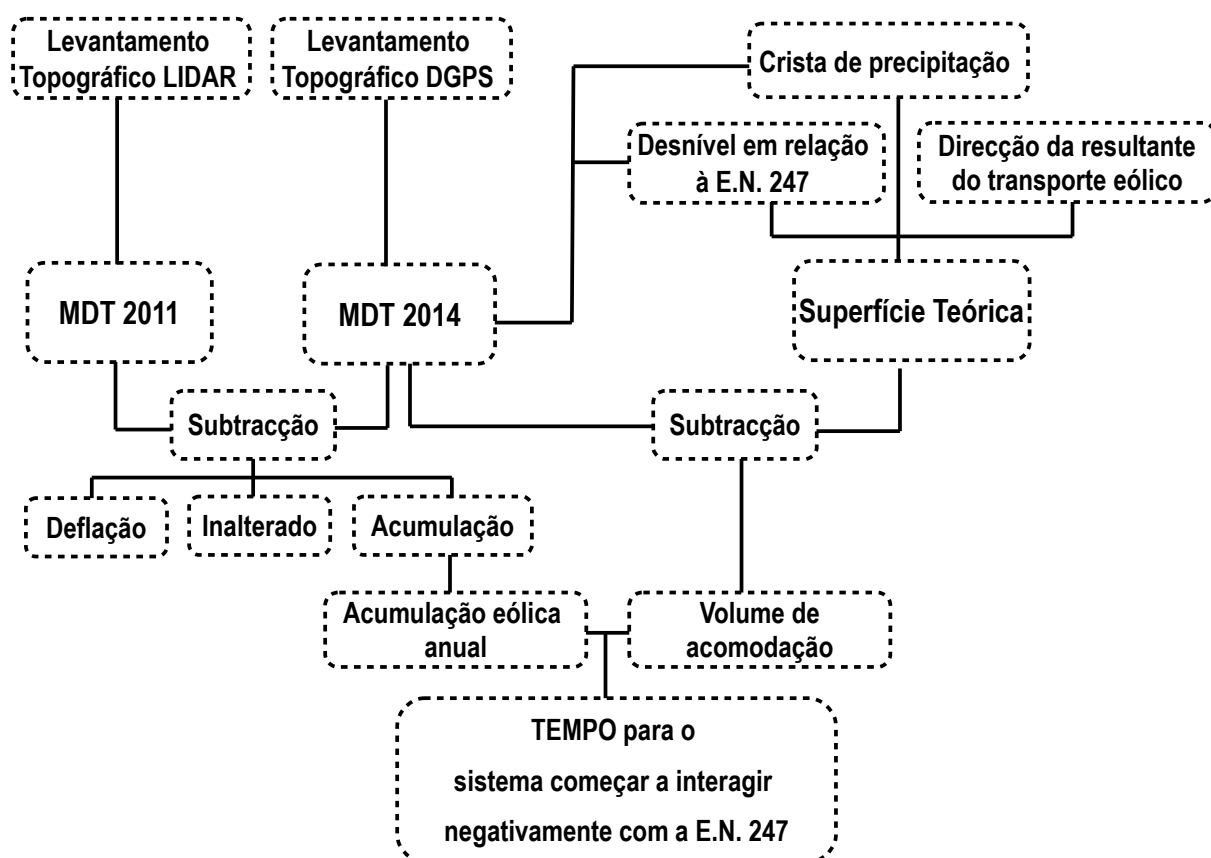 Levantamento
Topográfico LIDAR
Levantamento
Topográfico DGPS
Crista de precipitação
Desnível em relação
à E.N. 247
Direcção da resultante
do transporte eólico
MDT 2011
MDT 2014
Superfície Teórica
Subtracção
Subtracção
Deflação
Inalterado
Acumulação
Acumulação eólica
anual
Volume de
acomodação
TEMPO para o
sistema começar a interagir
negativamente com a E.N. 247